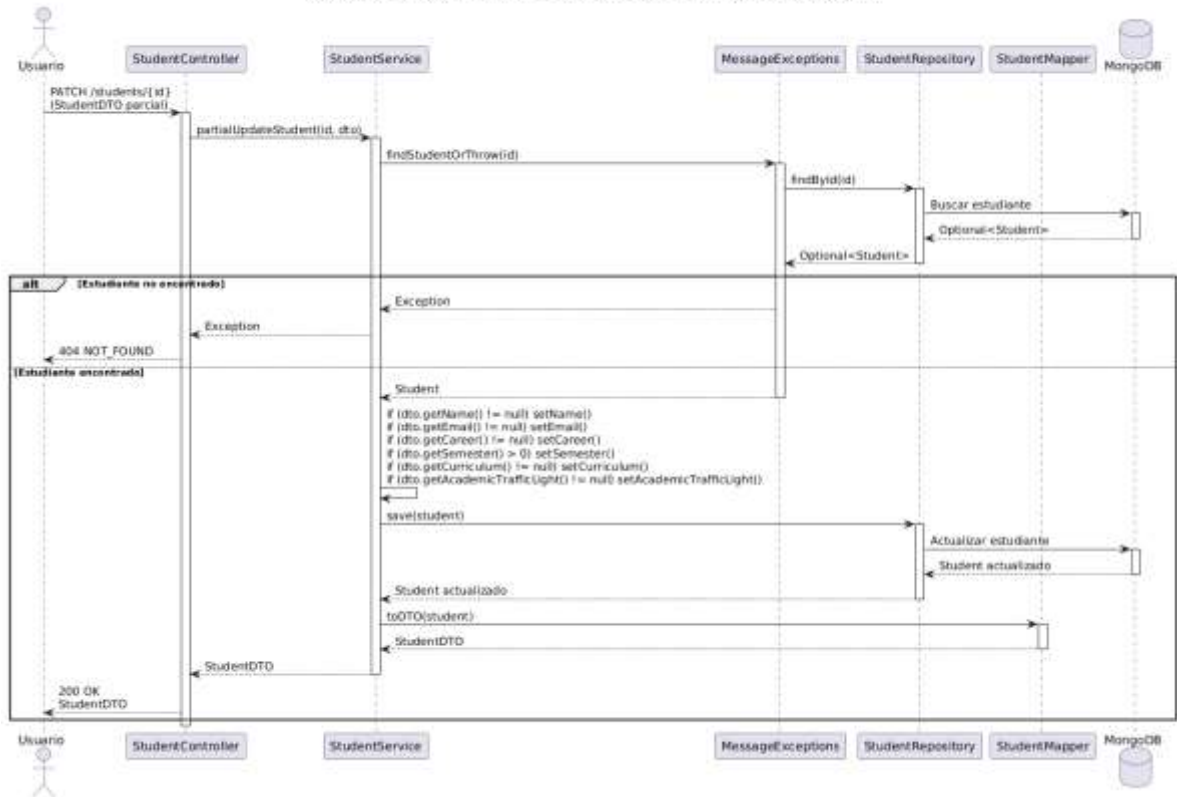 Usuario
StudentController
StudentService
MessageExceptions
StudentRepository
StudentMapper
MongoDB
PATCH /students/{id}
(StudentDTO parcial)
partialUpdateStudent(id, dto)
findStudentOrThrow(id)
findById(id)
Buscar estudiante
Optional<Student>
Optional<Student>
alt
[Estudiante no encontrado]
Exception
Exception
404 NOT_FOUND
[Estudiante encontrado]
Student
if (dto.getName() != null) setName()
if (dto.getEmail() != null) setEmail()
if (dto.getCareer() != null) setCareer()
if (dto.getSemester() > 0) setSemester()
if (dto.getCurriculum() != null) setCurriculum()
if (dto.getAcademicTrafficLight() != null) setAcademicTrafficLight()
save(student)
Actualizar estudiante
Student actualizado
Student actualizado
toDTO(student)
StudentDTO
StudentDTO
200 OK
StudentDTO
Usuario
StudentController
StudentService
MessageExceptions
StudentRepository
StudentMapper
MongoDB